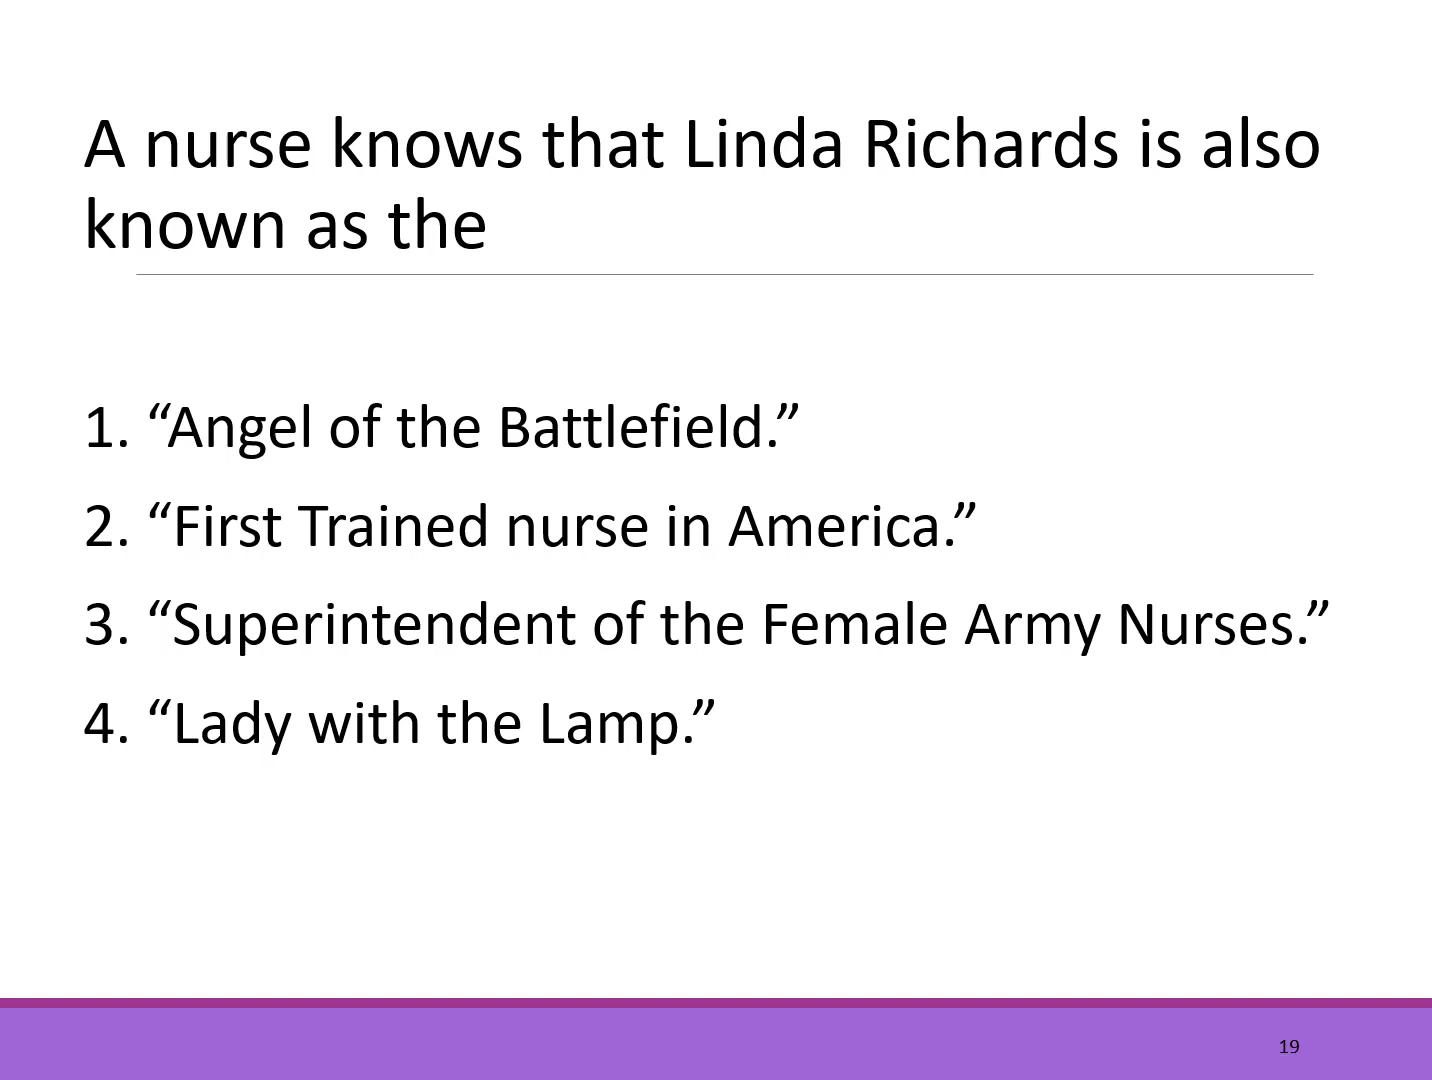 A nurse knows that Linda Richards is also
known as the
1. “Angel of the Battlefield.”
2. “First Trained nurse in America.”
3. “Superintendent of the Female Army Nurses.”
4. “Lady with the Lamp.”
19